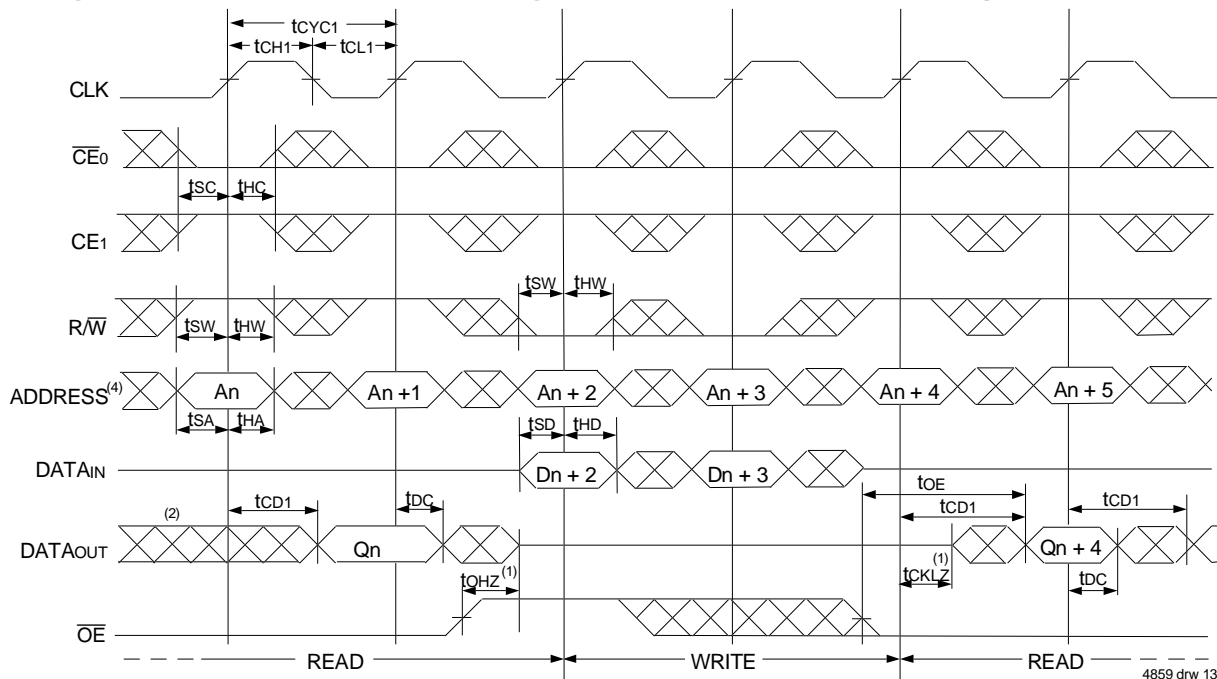 tCYC1
tCH1 tCL1
CLK
CE0
tSC tHC
CE1
tSW tHW
R/W
tSW tHW
ADDRESS(4) An An + 1 An + 2 An + 3 An + 4 An + 5
tSA tHA tSD tHD
DATAIN Dn + 2 Dn + 3
tOE
(2) tCD1 tDC tCD1 tCD1
DATAOUT Qn Qn + 4
tOHZ(1) tCKLZ(1) tDC
OE
READ WRITE READ
4859 drw 13